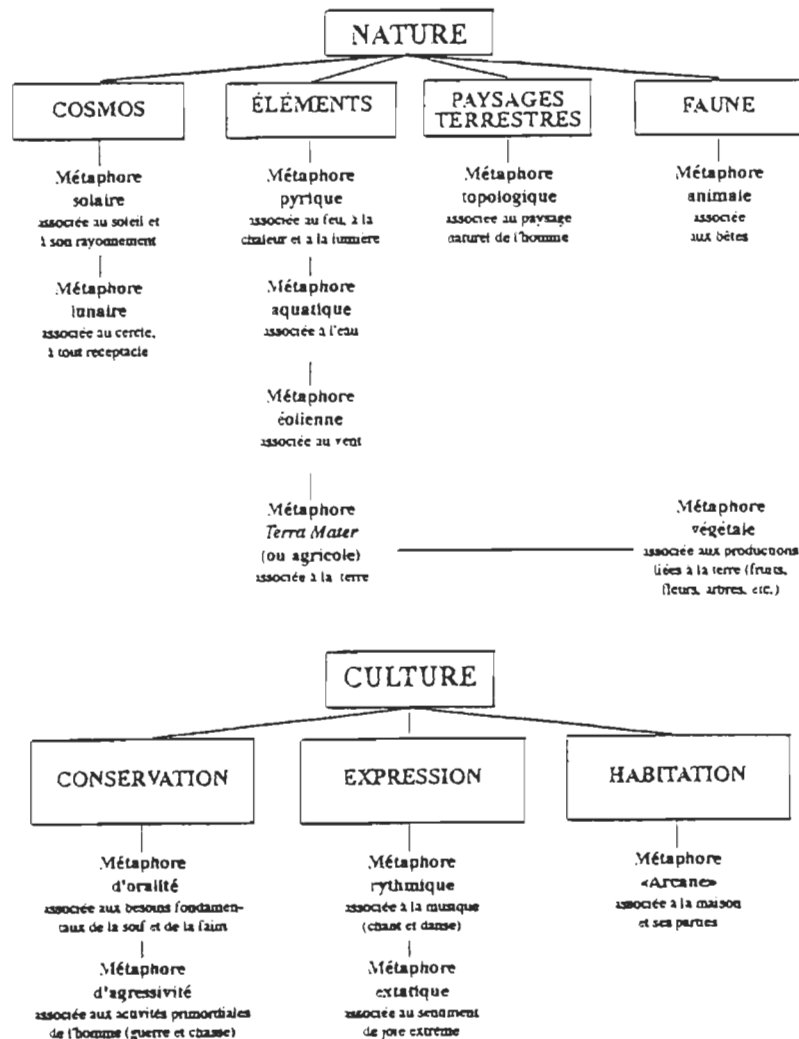 NATURE
COSMOS
ÉLÉMENTS
PAYSAGES
TERRESTRES
FAUNE
Métaphore
solaire
associée au soleil et
à son rayonnement
Métaphore
lunaire
associée au cercle,
à tout receptacle
Métaphore
pyrique
associée au feu, à la
chaleur et à la lumière
Métaphore
aquatique
associée à l'eau
Métaphore
éolienne
associée au vent
Métaphore
Terra Mater
(ou agricole)
associée à la terre
Métaphore
topologique
associée au paysage
naturel de l'homme
Métaphore
animale
associée
aux bêtes
Métaphore
végétale
associée aux productions
liées à la terre (fruits,
fleurs, arbres, etc.)
CULTURE
CONSERVATION
EXPRESSION
HABITATION
Métaphore
d'oralité
associée aux besoins fondamen-
taux de la soif et de la faim
Métaphore
d'agressivité
associée aux activités primordiales
de l'homme (guerre et chasse)
Métaphore
rythmique
associée à la musique
(chant et danse)
Métaphore
extatique
associée au sentiment
de joie extrême
Métaphore
«Arcane»
associée à la maison
et ses parties